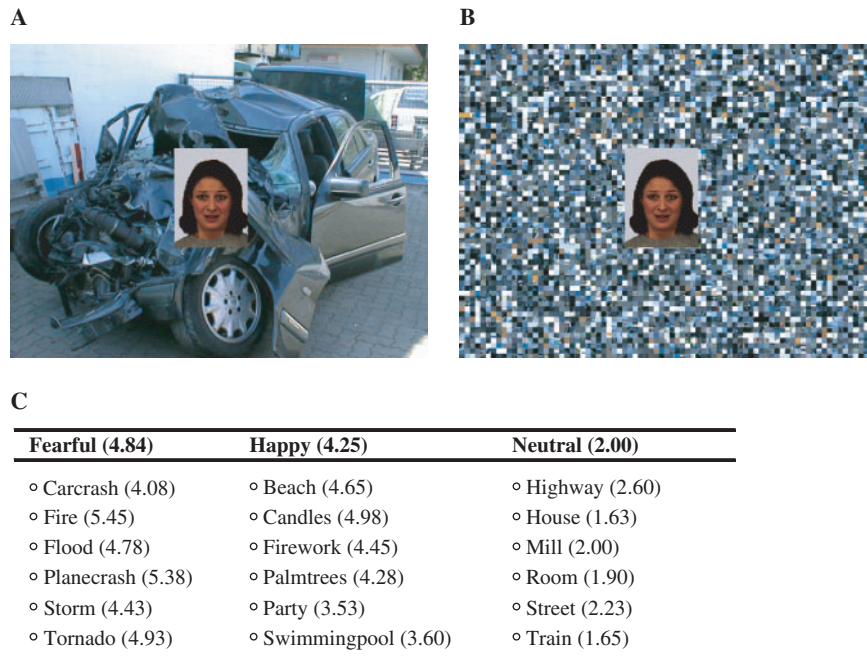 A
B
C
Fearful (4.84) Happy (4.25) Neutral (2.00)
Carcrash (4.08) Beach (4.65) Highway (2.60)
Fire (5.45) Candles (4.98) House (1.63)
Flood (4.78) Firework (4.45) Mill (2.00)
Planecrash (5.38) Palmtrees (4.28) Room (1.90)
Storm (4.43) Party (3.53) Street (2.23)
Tornado (4.93) Swimmingpool (3.60) Train (1.65)